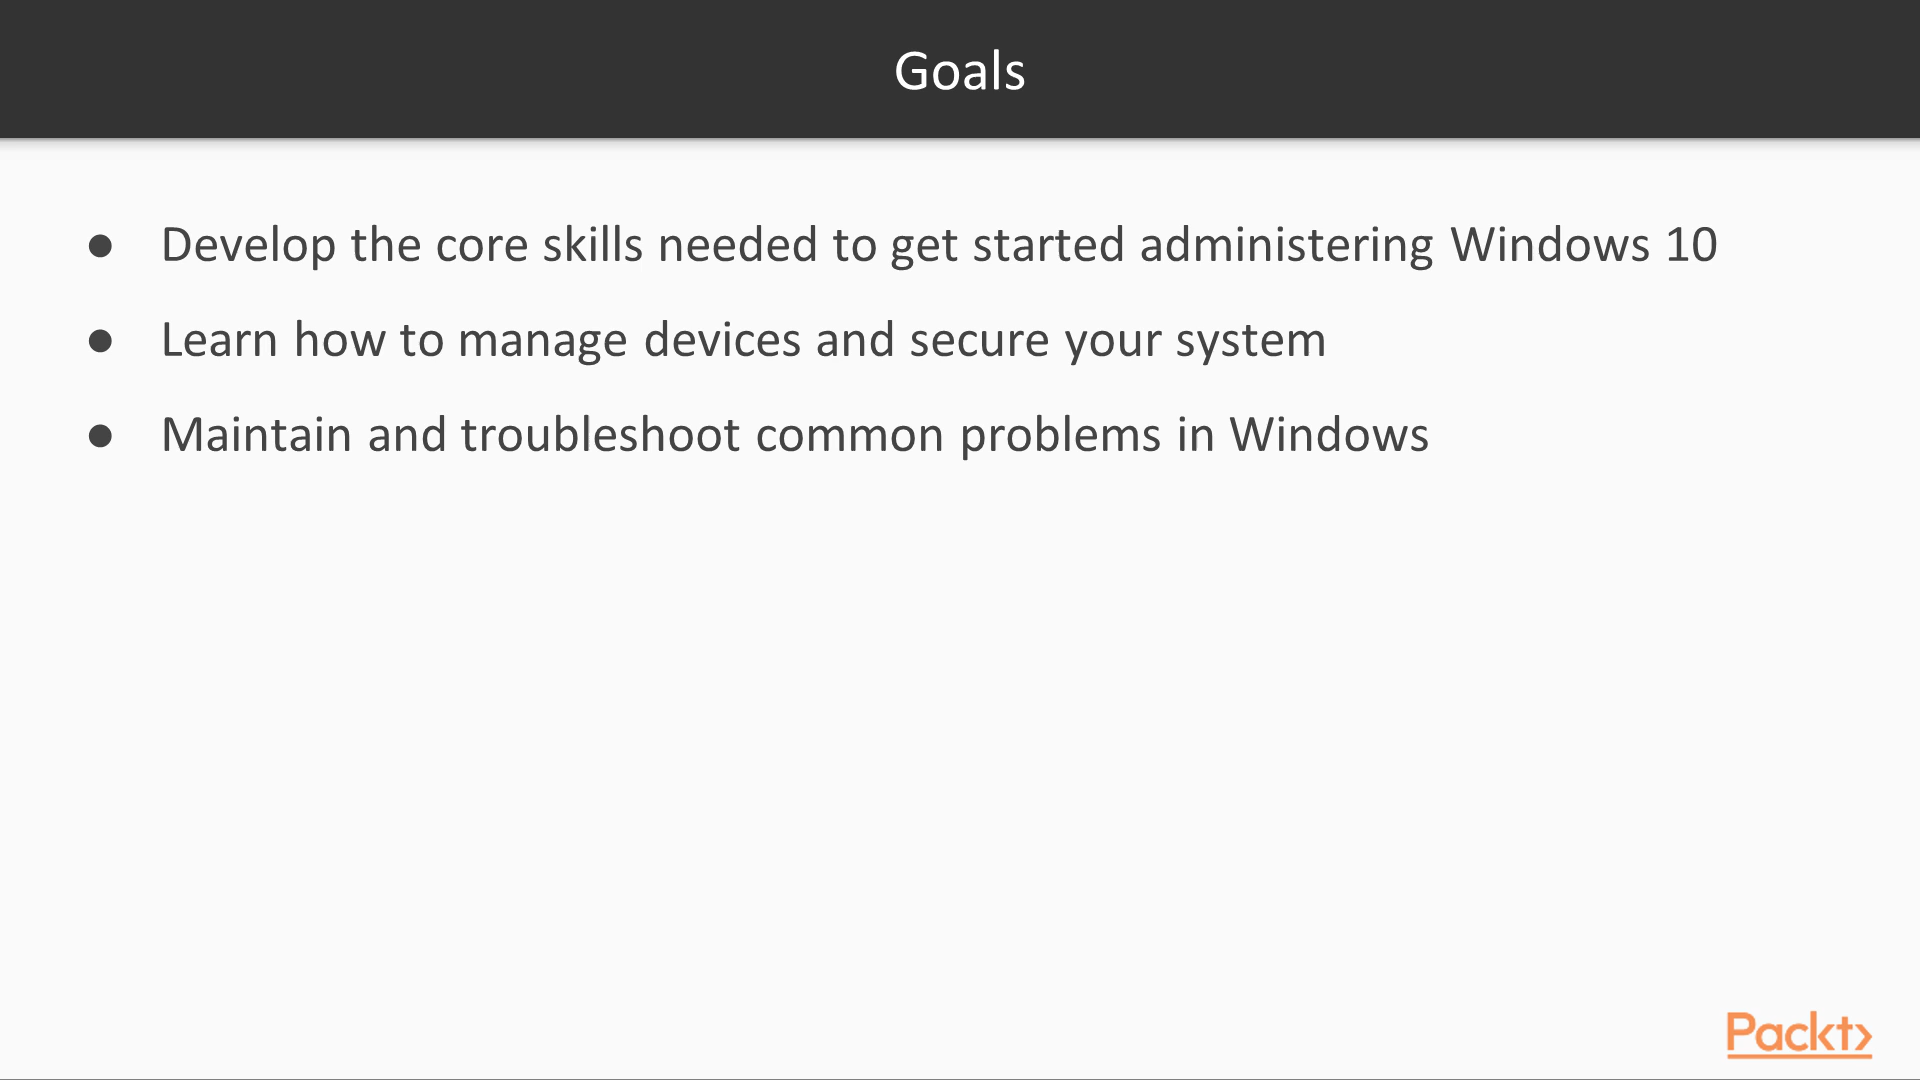 Goals
● Develop the core skills needed to get started administering Windows 10
● Learn how to manage devices and secure your system
● Maintain and troubleshoot common problems in Windows
Packt>